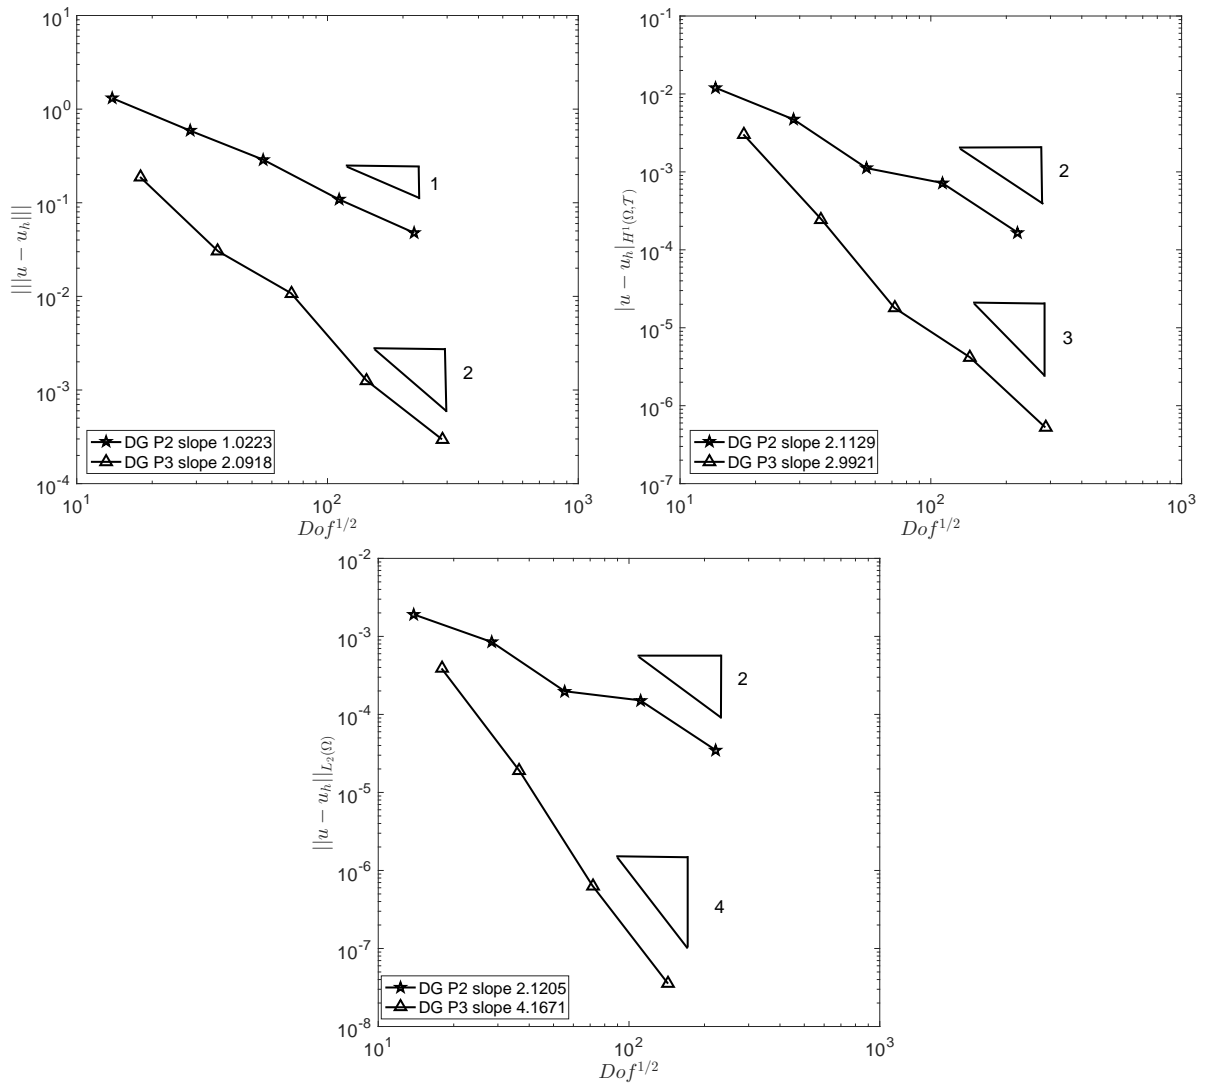 10^1
10^0
10^-1
10^-2
10^-3
10^-4
|||u − u_h|||
1
2
DG P2 slope 1.0223
DG P3 slope 2.0918
10^1
10^2
10^3
Dof^1/2
10^-1
10^-2
10^-3
10^-4
10^-5
10^-6
10^-7
|u − u_h|_H^1(Ω,T)
2
3
DG P2 slope 2.1129
DG P3 slope 2.9921
10^1
10^2
10^3
Dof^1/2
10^-2
10^-3
10^-4
10^-5
10^-6
10^-7
10^-8
||u − u_h||_L_2(Ω)
2
4
DG P2 slope 2.1205
DG P3 slope 4.1671
10^1
10^2
10^3
Dof^1/2